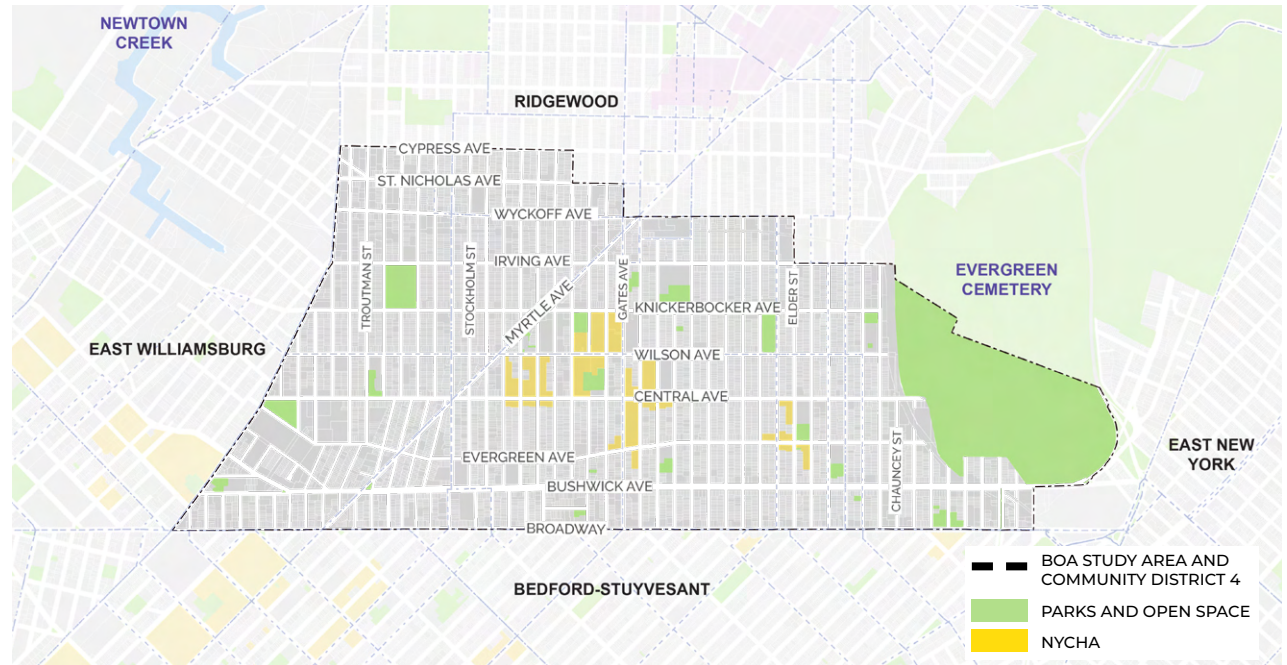 NEWTOWN
CREEK
RIDGEWOOD
CYPRESS AVE
ST. NICHOLAS AVE
WYCKOFF AVE
IRVING AVE
TROUTMAN ST
STOCKHOLM ST
MYRTLE AVE
GATES AVE
ELDER ST
KNICKERBOCKER AVE
EVERGREEN
CEMETERY
EAST WILLIAMSBURG
WILSON AVE
CENTRAL AVE
EVERGREEN AVE
CHAUNCEY ST
EAST NEW
YORK
BUSHWICK AVE
BROADWAY
BEDFORD-STUYVESANT
BOA STUDY AREA AND
COMMUNITY DISTRICT 4
PARKS AND OPEN SPACE
NYCHA